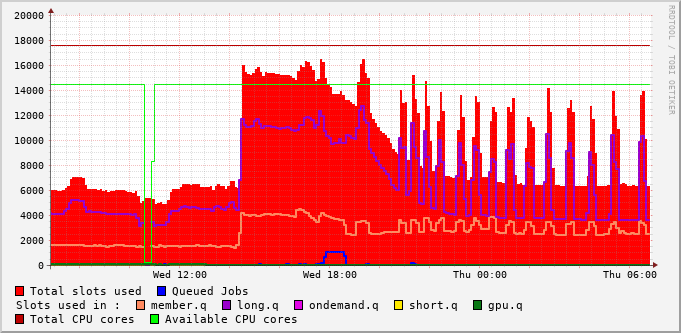 20000
18000
16000
14000
12000
10000
8000
6000
4000
2000
0
Wed 12:00 Wed 18:00 Thu 00:00 Thu 06:00
RRDTOOL / TOBI OETIKER
Total slots used Queued Jobs
Slots used in : member.q long.q ondemand.q short.q gpu.q
Total CPU cores Available CPU cores